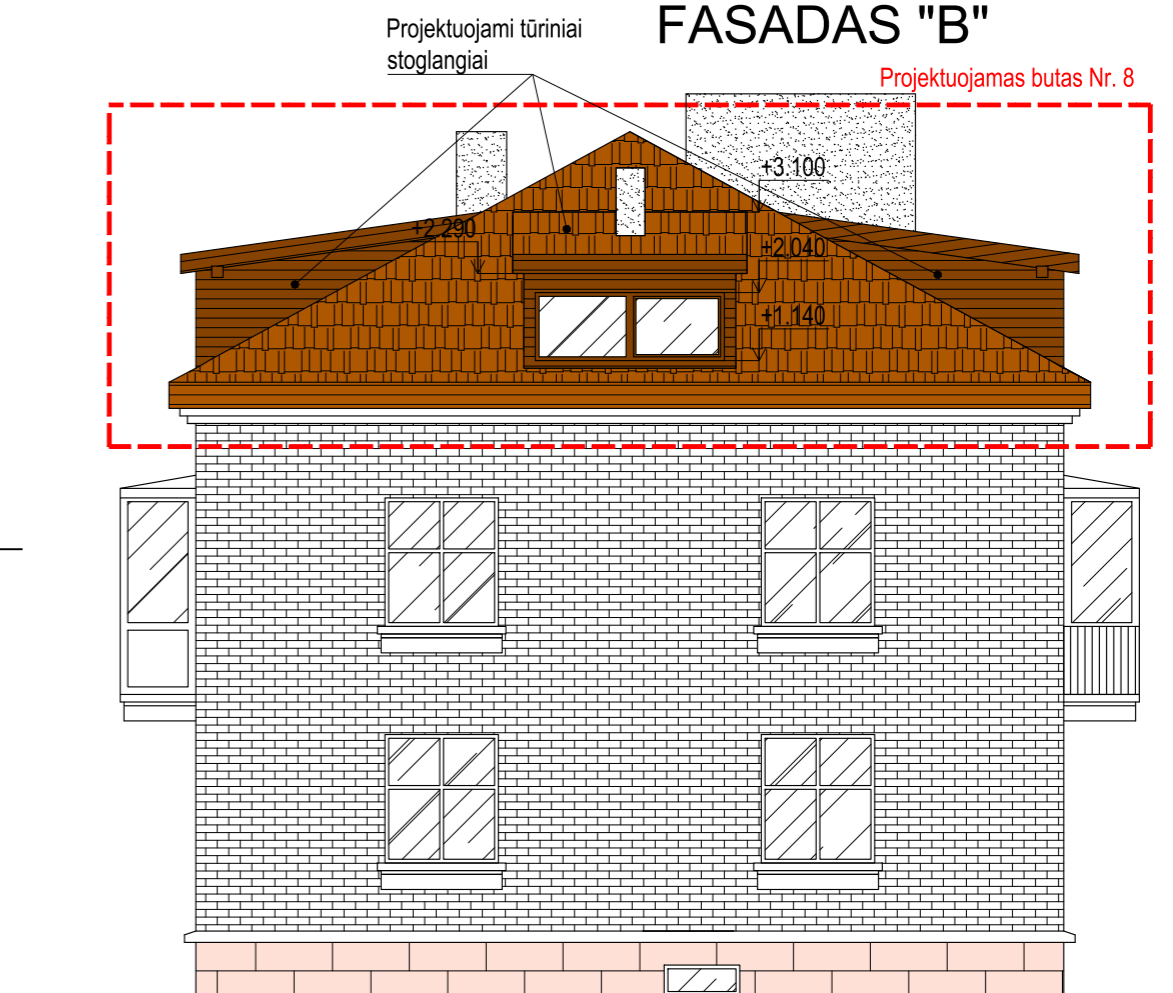 FASADAS "B"
Projektuojami tūriniai
stoglangiai
Projektuojamas butas Nr. 8
+3.100
+2.290
+2.040
+1.140